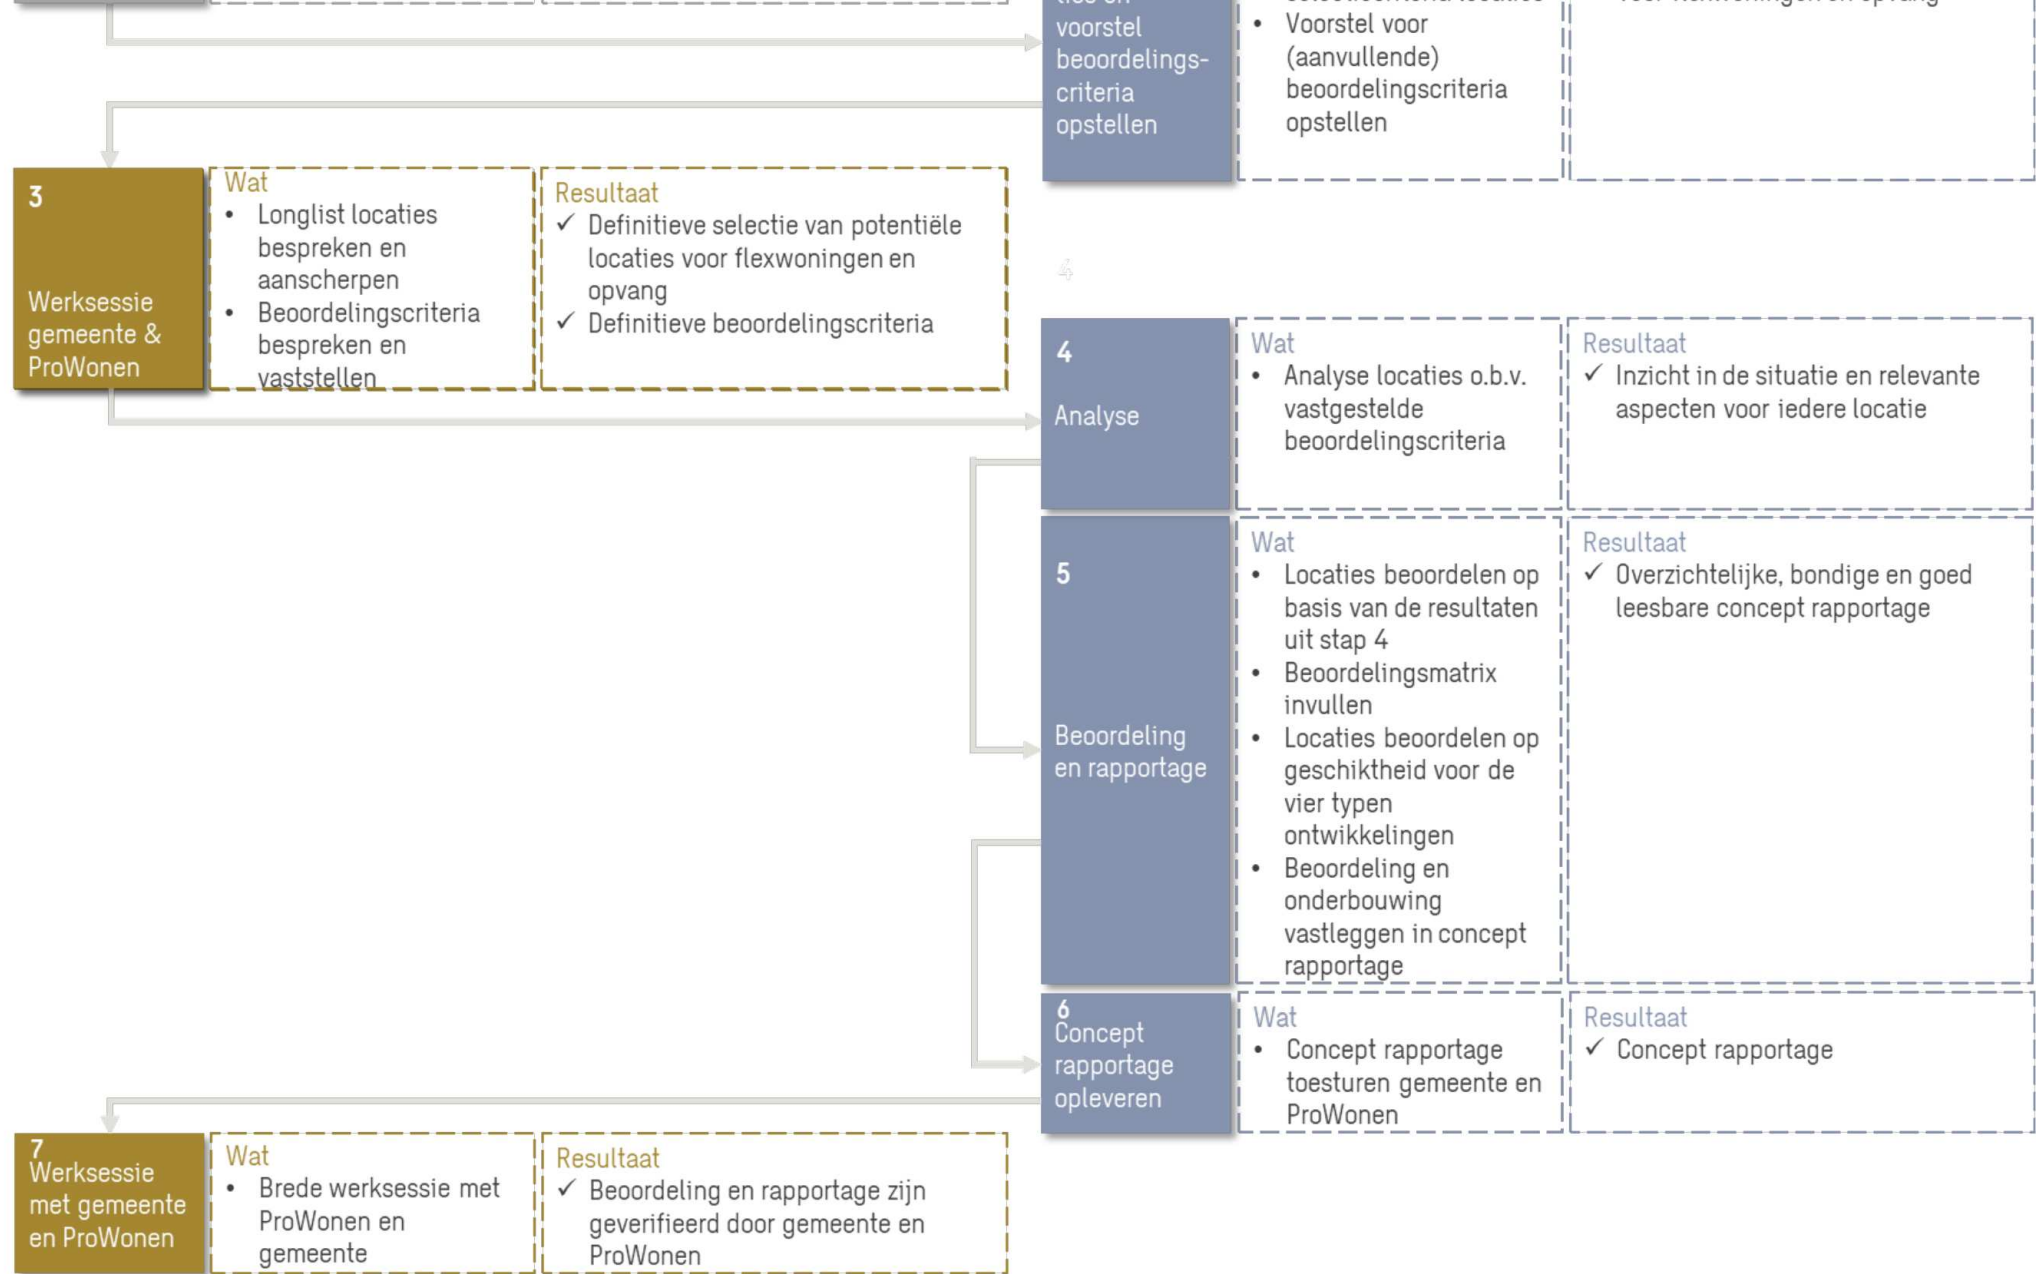 voorstel
beoordelings-
criteria
opstellen
• Voorstel voor
(aanvullende)
beoordelingscriteria
opstellen
3
Werksessie
gemeente &
ProWonen
Wat
• Longlist locaties
bespreken en
aanscherpen
• Beoordelingscriteria
bespreken en
vaststellen
Resultaat
✓ Definitieve selectie van potentiële
locaties voor flexwoningen en
opvang
✓ Definitieve beoordelingscriteria
4
4
Analyse
Wat
• Analyse locaties o.b.v.
vastgestelde
beoordelingscriteria
Resultaat
✓ Inzicht in de situatie en relevante
aspecten voor iedere locatie
5
Beoordeling
en rapportage
Wat
• Locaties beoordelen op
basis van de resultaten
uit stap 4
• Beoordelingsmatrix
invullen
• Locaties beoordelen op
geschiktheid voor de
vier typen
ontwikkelingen
• Beoordeling en
onderbouwing
vastleggen in concept
rapportage
Resultaat
✓ Overzichtelijke, bondige en goed
leesbare concept rapportage
6
Concept
rapportage
opleveren
Wat
• Concept rapportage
toesturen gemeente en
ProWonen
Resultaat
✓ Concept rapportage
7
Werksessie
met gemeente
en ProWonen
Wat
• Brede werksessie met
ProWonen en
gemeente
Resultaat
✓ Beoordeling en rapportage zijn
geverifieerd door gemeente en
ProWonen